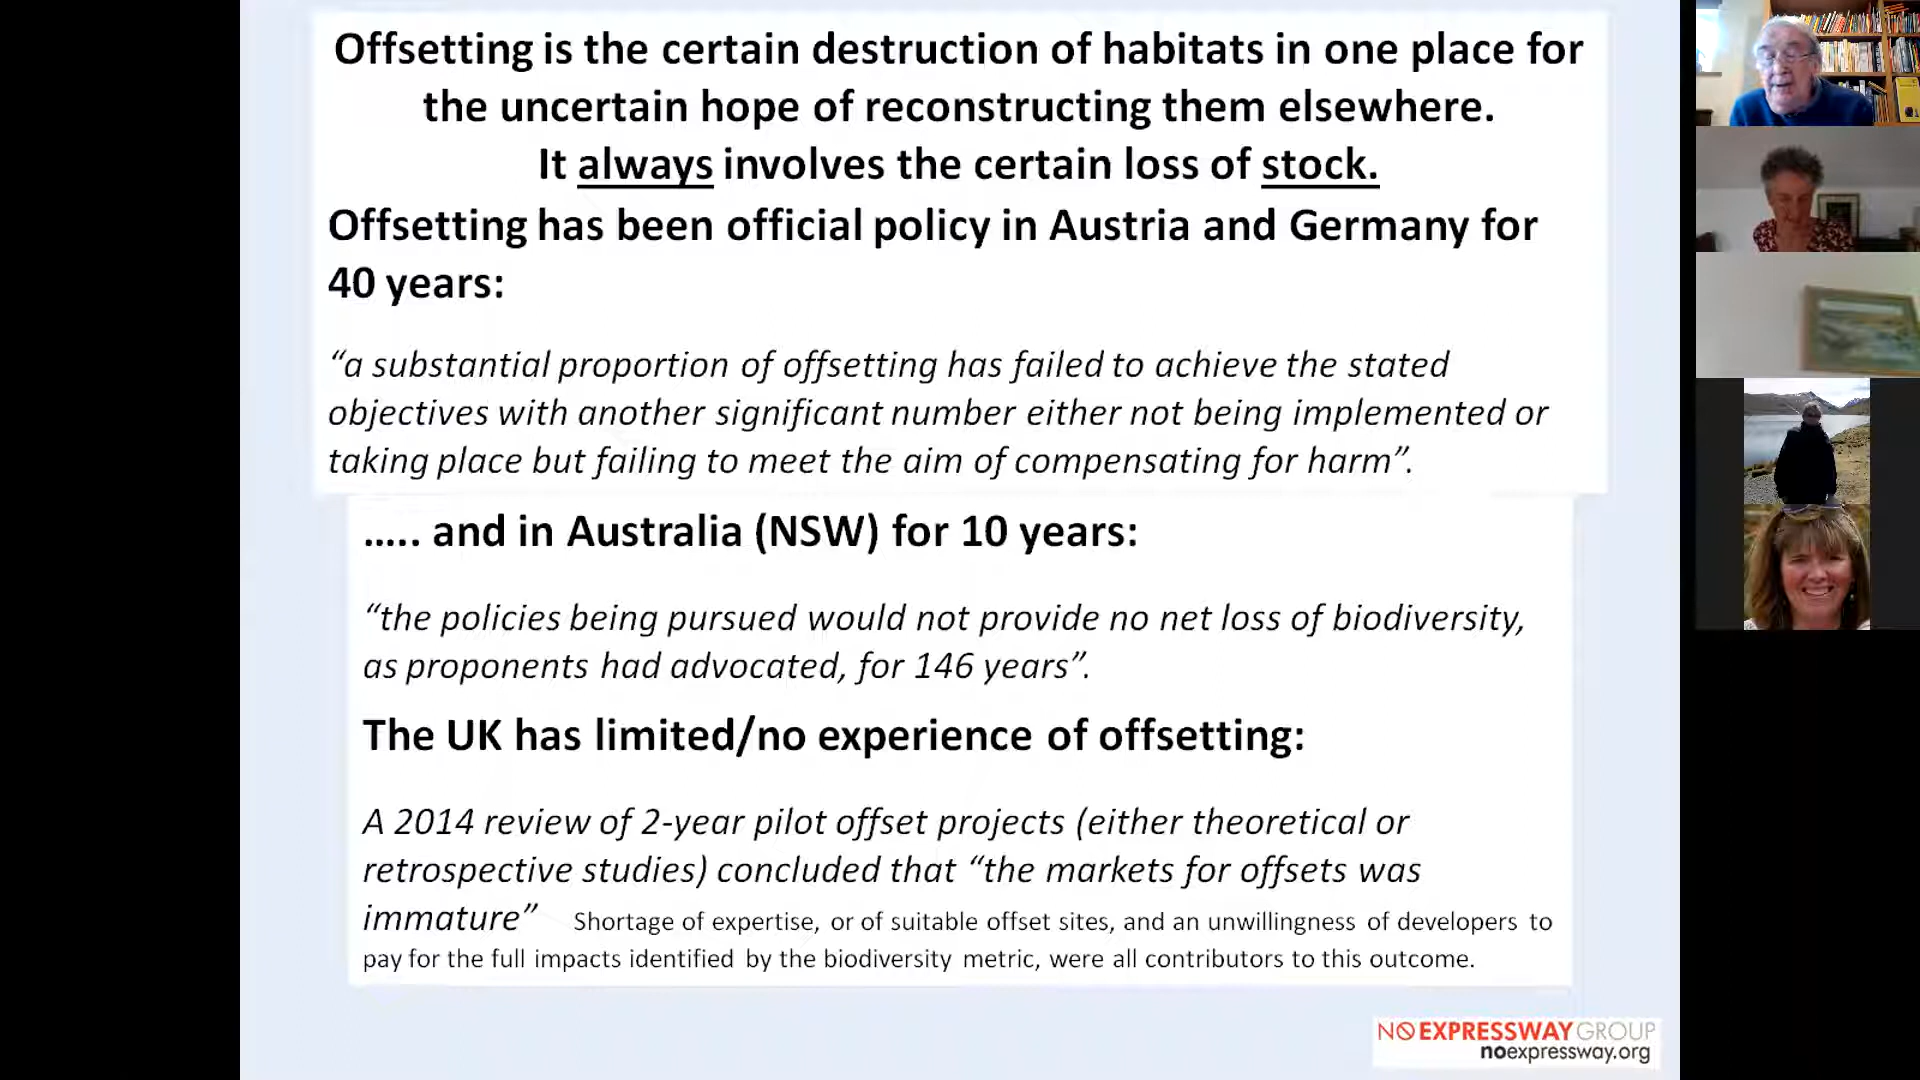 Offsetting is the certain destruction of habitats in one place for
the uncertain hope of reconstructing them elsewhere.
It always involves the certain loss of stock.
Offsetting has been official policy in Austria and Germany for
40 years:
“a substantial proportion of offsetting has failed to achieve the stated
objectives with another significant number either not being implemented or
taking place but failing to meet the aim of compensating for harm”.
..... and in Australia (NSW) for 10 years:
“the policies being pursued would not provide no net loss of biodiversity,
as proponents had advocated, for 146 years”.
The UK has limited/no experience of offsetting:
A 2014 review of 2-year pilot offset projects (either theoretical or
retrospective studies) concluded that “the markets for offsets was
immature” Shortage of expertise, or of suitable offset sites, and an unwillingness of developers to
pay for the full impacts identified by the biodiversity metric, were all contributors to this outcome.
NO EXPRESSWAY GROUP
noexpressway.org